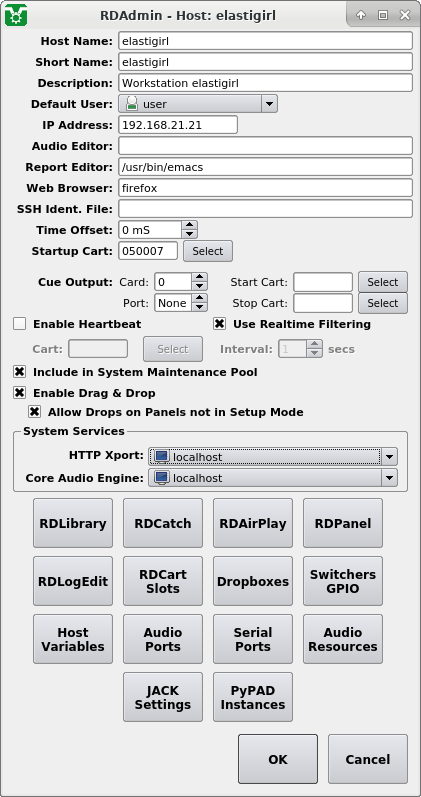 RDAdmin - Host: elastigirl
Host Name: elastigirl
Short Name: elastigirl
Description: Workstation elastigirl
Default User: user
IP Address: 192.168.21.21
Audio Editor:
Report Editor: /usr/bin/emacs
Web Browser: firefox
SSH Ident. File:
Time Offset: 0 mS
Startup Cart: 050007 Select
Cue Output: Card: 0 Start Cart: Select
Port: None Stop Cart: Select
Enable Heartbeat Use Realtime Filtering
Cart: Select Interval: 1 secs
Include in System Maintenance Pool
Enable Drag & Drop
Allow Drops on Panels not in Setup Mode
System Services
HTTP Xport: localhost
Core Audio Engine: localhost
RDLibrary RDCatch RDAirPlay RDPanel
RDLogEdit RDCart Slots Dropboxes Switchers GPIO
Host Variables Audio Ports Serial Ports Audio Resources
JACK Settings PyPAD Instances
OK Cancel